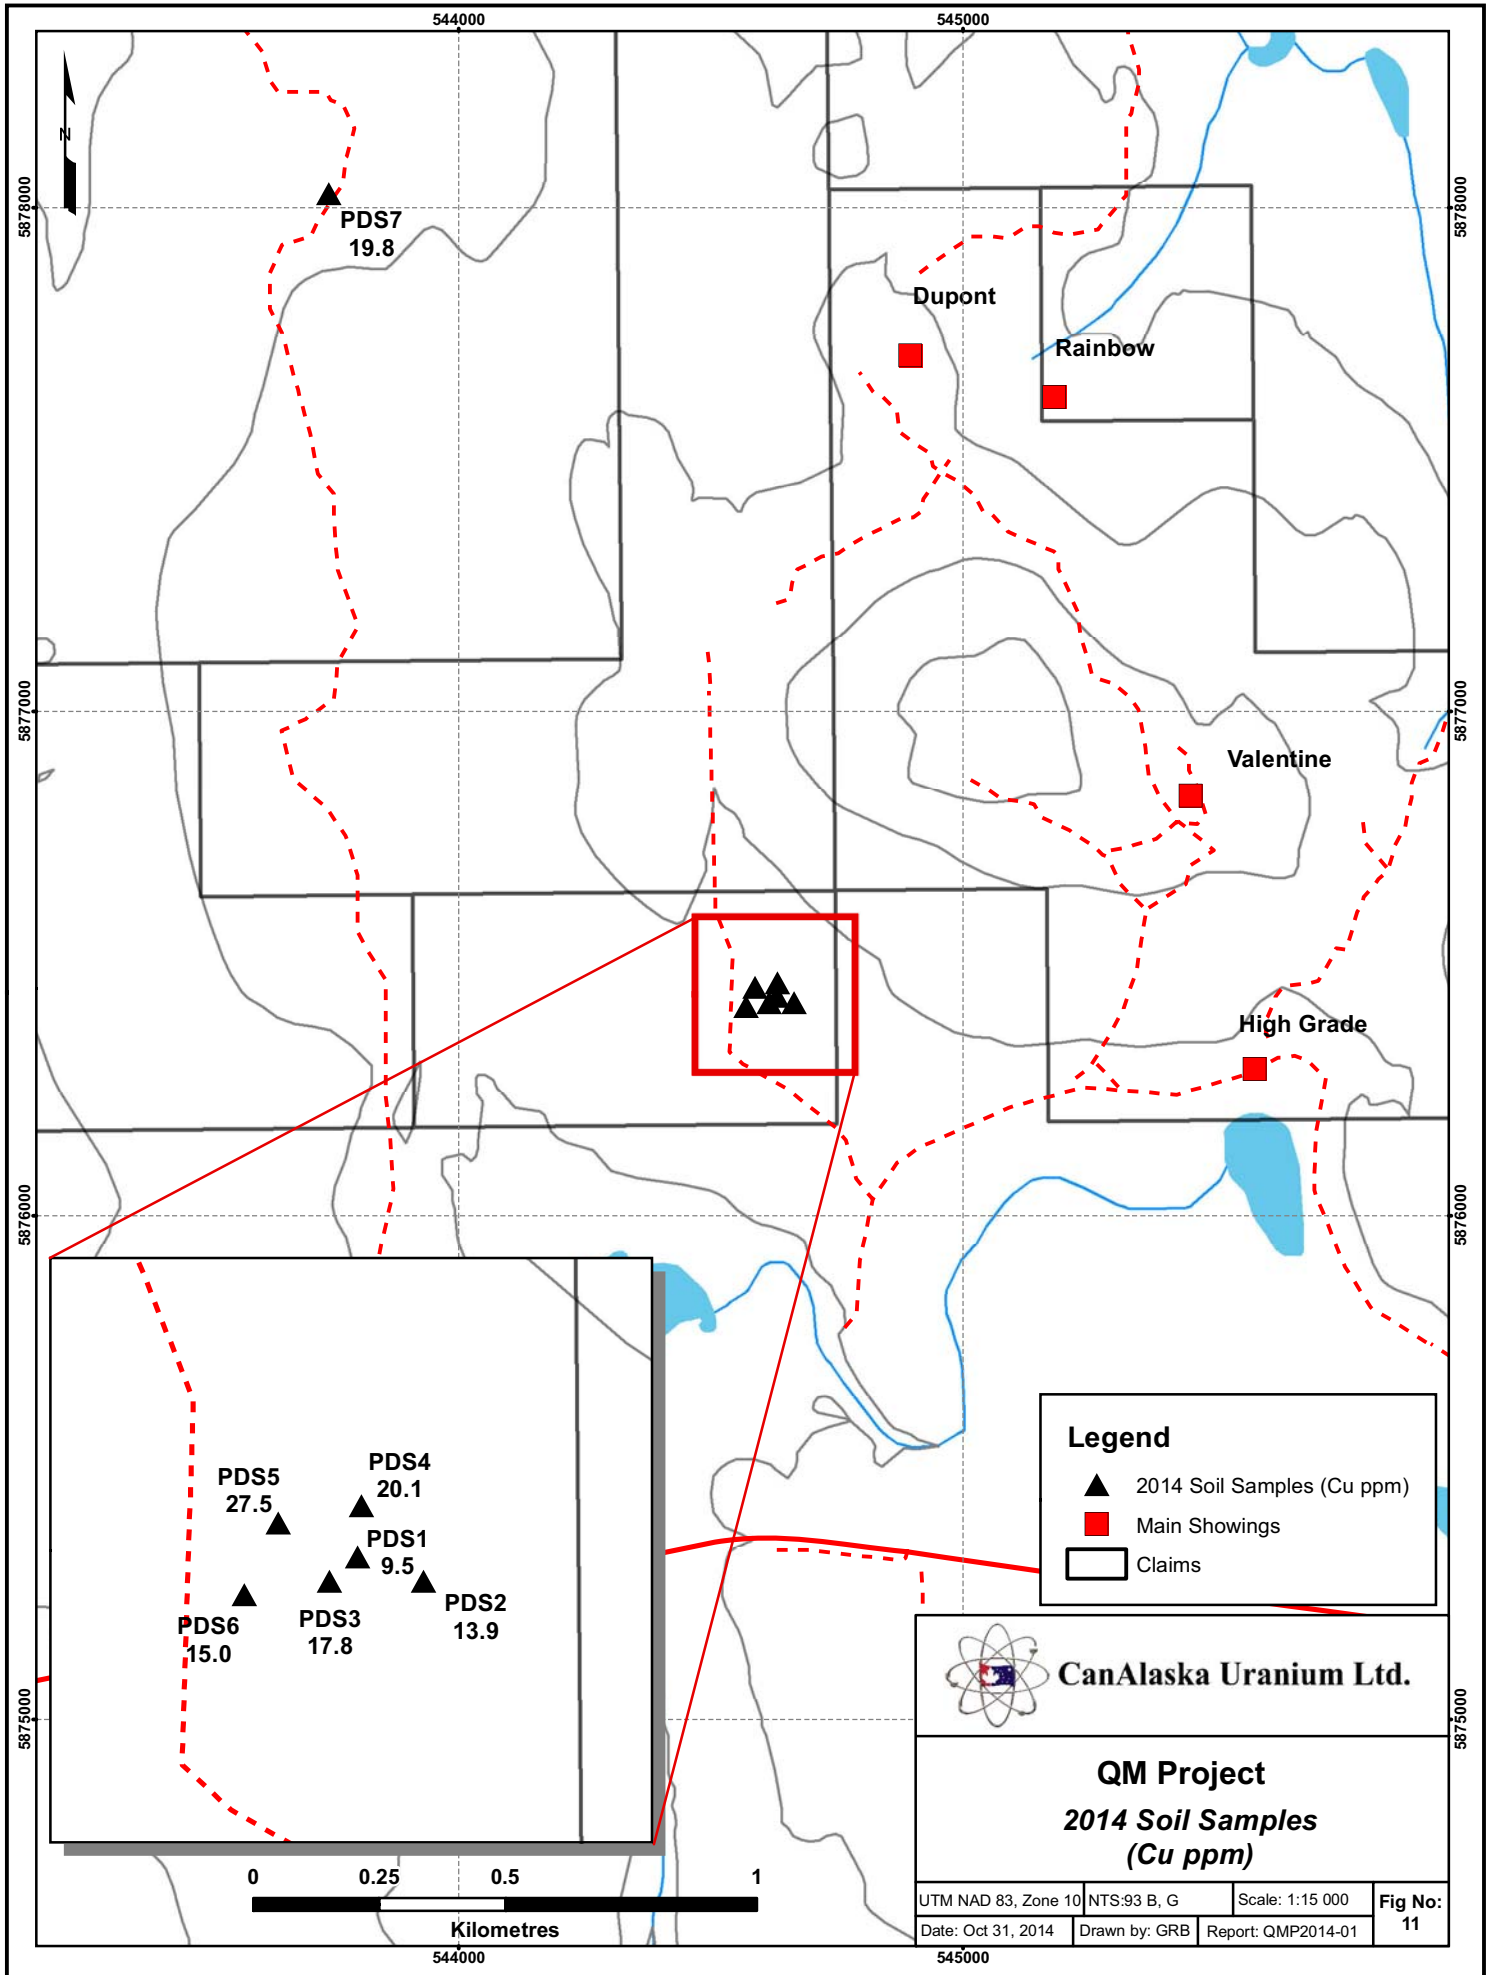 544000
545000
N
5878000
5878000
PDS7
19.8
Dupont
Rainbow
5877000
5877000
Valentine
High Grade
5876000
5876000
PDS4
20.1
PDS5
27.5
PDS1
9.5
PDS2
13.9
PDS3
17.8
PDS6
15.0
Legend
2014 Soil Samples (Cu ppm)
Main Showings
Claims
5875000
5875000
CanAlaska Uranium Ltd.
QM Project
2014 Soil Samples
(Cu ppm)
0 0.25 0.5 1
Kilometres
UTM NAD 83, Zone 10 NTS:93 B, G Scale: 1:15 000
Date: Oct 31, 2014 Drawn by: GRB Report: QMP2014-01
Fig No:
11
544000
545000